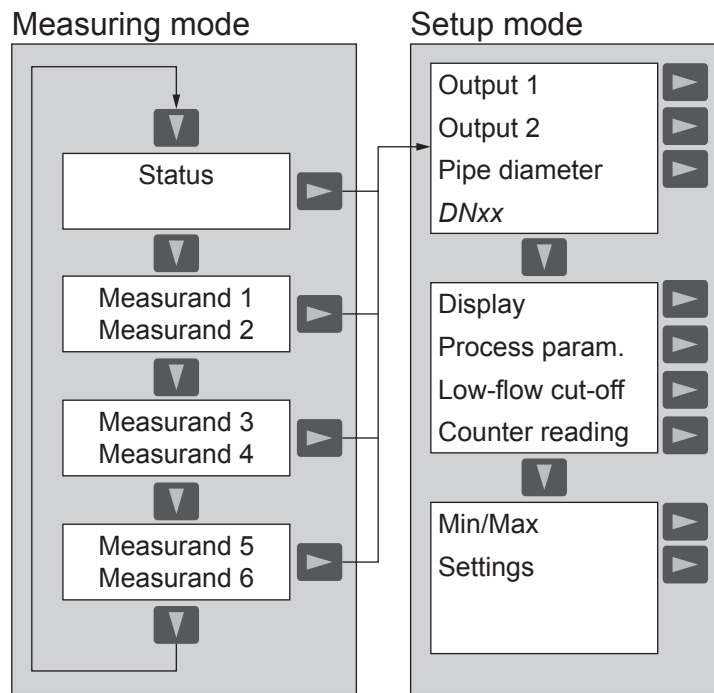 Measuring mode
Status
Measurand 1
Measurand 2
Measurand 3
Measurand 4
Measurand 5
Measurand 6
Setup mode
Output 1
Output 2
Pipe diameter
DNxx
Display
Process param.
Low-flow cut-off
Counter reading
Min/Max
Settings